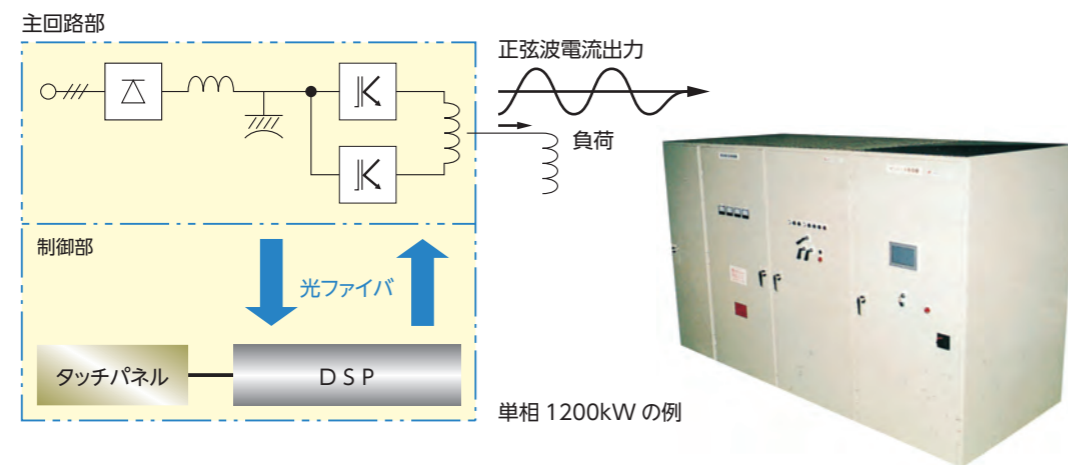 主回路部
正弦波電流出力
負荷
制御部
光ファイバ
タッチパネル
DSP
単相 1200kW の例